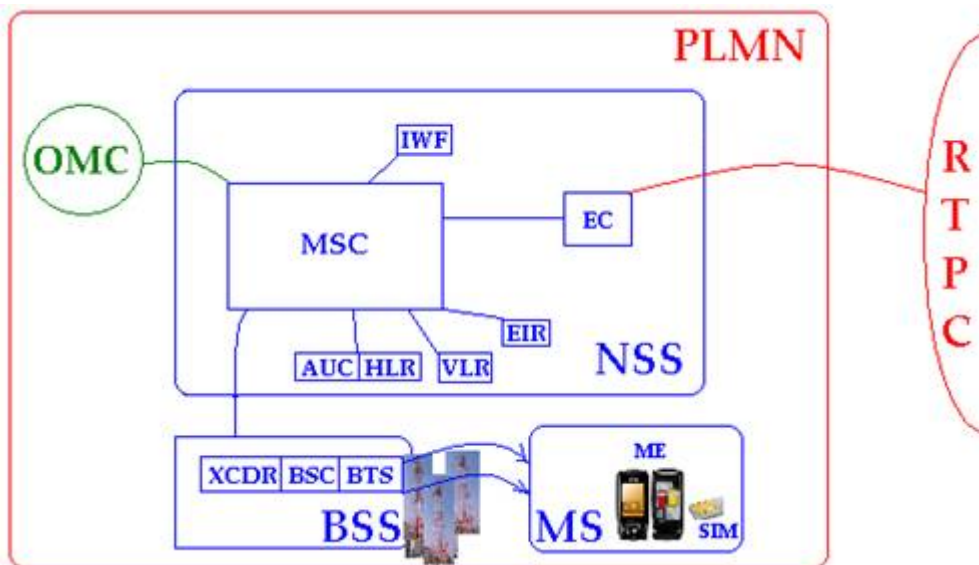 PLMN
OMC
IWF
MSC
EC
EIR
AUC HLR VLR
NSS
XCDR BSC BTS
BSS
ME
SIM
MS
R
T
P
C